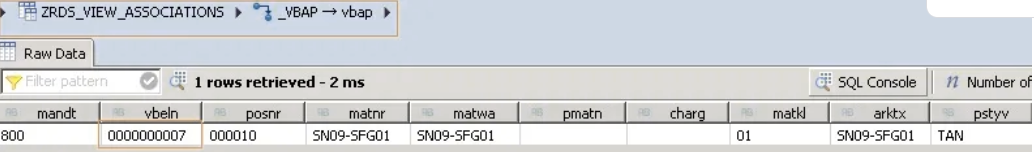 ZRDS_VIEW_ASSOCIATIONS _VBAP → vbap
Raw Data
Filter pattern 1 rows retrieved - 2 ms SQL Console Number of
mandt vbeln posnr matnr matwa pmatn charg matkl arktx pstyv
800 0000000007 000010 SN09-SFG01 SN09-SFG01 01 SN09-SFG01 TAN